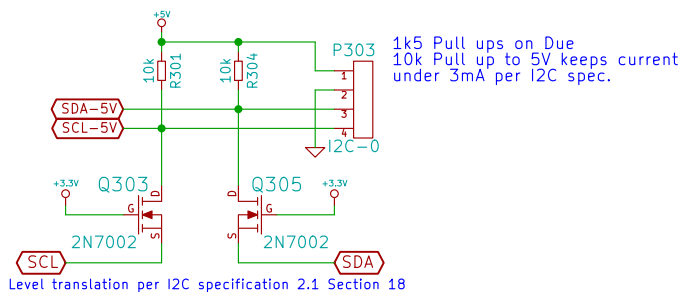 +5V
P303
1k5 Pull ups on Due
10k Pull up to 5V keeps current
under 3mA per I2C spec.
10k
R301
10k
R304
1
2
3
4
SDA-5V
SCL-5V
I2C-0
+3.3V
Q303
D
G
S
2N7002
D
G
S
Q305
2N7002
+3.3V
SCL
SDA
Level translation per I2C specification 2.1 Section 18